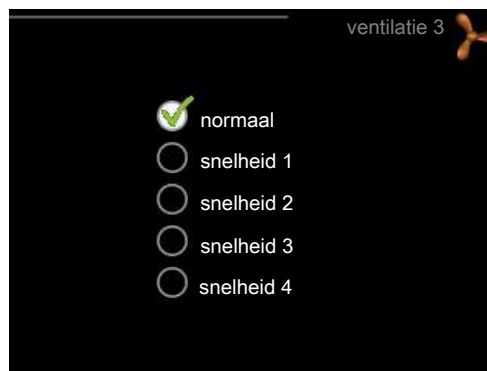 ventilatie 3
normaal
snelheid 1
snelheid 2
snelheid 3
snelheid 4